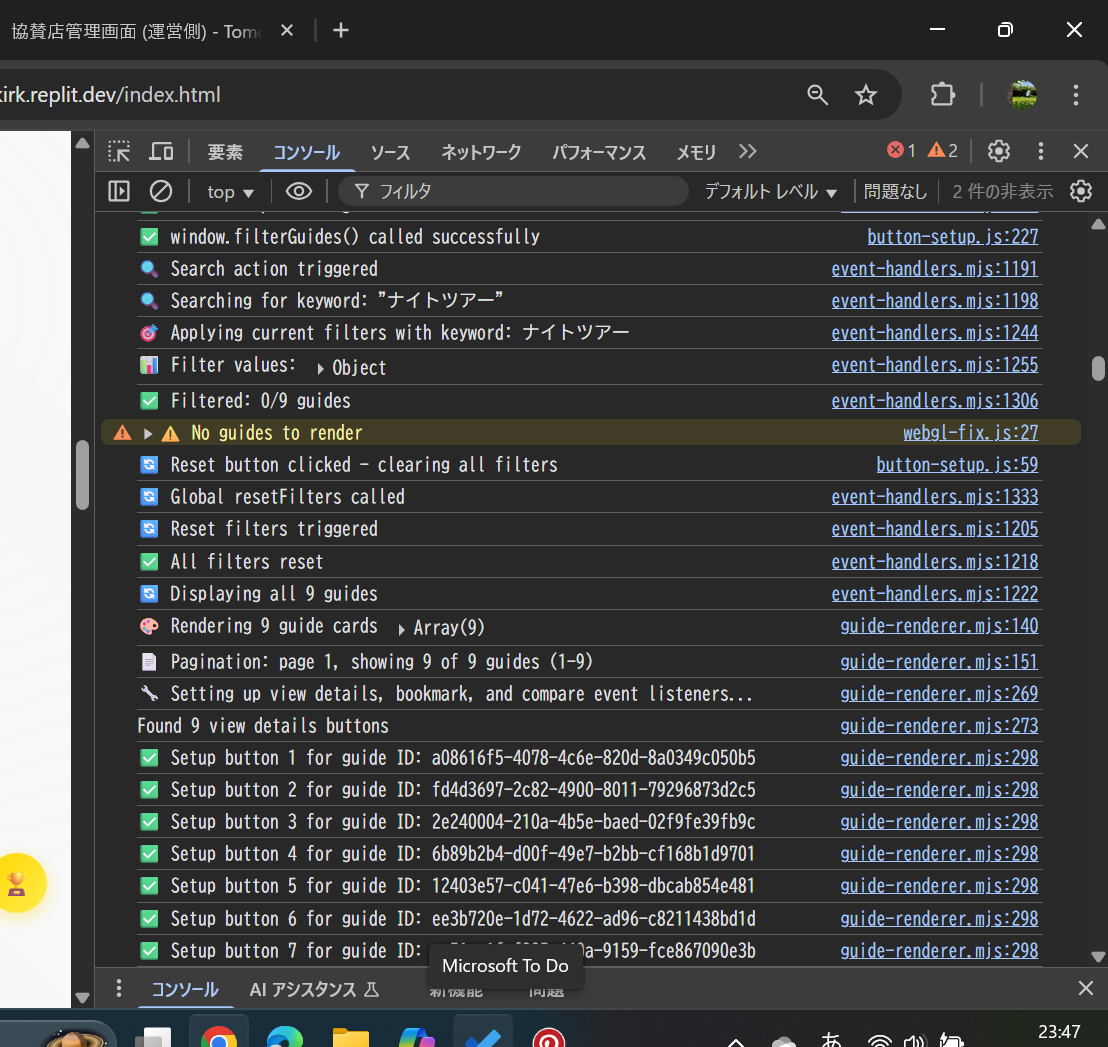 協賛店管理画面 (運営側) - Tom
kirk.replit.dev/index.html
要素 コンソール ソース ネットワーク パフォーマンス メモリ 1 2
top フィルタ デフォルト レベル 問題なし 2 件の非表示
✅ window.filterGuides() called successfully button-setup.js:227
🔍 Search action triggered event-handlers.mjs:1191
🔍 Searching for keyword: "ナイトツアー" event-handlers.mjs:1198
🎯 Applying current filters with keyword: ナイトツアー event-handlers.mjs:1244
📊 Filter values: ▶ Object event-handlers.mjs:1255
✅ Filtered: 0/9 guides event-handlers.mjs:1306
▶ ⚠️ No guides to render webgl-fix.js:27
🔄 Reset button clicked - clearing all filters button-setup.js:59
🔄 Global resetFilters called event-handlers.mjs:1333
🔄 Reset filters triggered event-handlers.mjs:1205
✅ All filters reset event-handlers.mjs:1218
🔄 Displaying all 9 guides event-handlers.mjs:1222
🎨 Rendering 9 guide cards ▶ Array(9) guide-renderer.mjs:140
📄 Pagination: page 1, showing 9 of 9 guides (1-9) guide-renderer.mjs:151
🔧 Setting up view details, bookmark, and compare event listeners... guide-renderer.mjs:269
Found 9 view details buttons guide-renderer.mjs:273
✅ Setup button 1 for guide ID: a08616f5-4078-4c6e-820d-8a0349c050b5 guide-renderer.mjs:298
✅ Setup button 2 for guide ID: fd4d3697-2c82-4900-8011-79296873d2c5 guide-renderer.mjs:298
✅ Setup button 3 for guide ID: 2e240004-210a-4b5e-baed-02f9fe39fb9c guide-renderer.mjs:298
✅ Setup button 4 for guide ID: 6b89b2b4-d00f-49e7-b2bb-cf168b1d9701 guide-renderer.mjs:298
✅ Setup button 5 for guide ID: 12403e57-c041-47e6-b398-dbcab854e481 guide-renderer.mjs:298
✅ Setup button 6 for guide ID: ee3b720e-1d72-4622-ad96-c8211438bd1d guide-renderer.mjs:298
✅ Setup button 7 for guide ID: a-9159-fce867090e3b guide-renderer.mjs:298
Microsoft To Do
コンソール AI アシスタンス 新機能 問題
あ 23:47